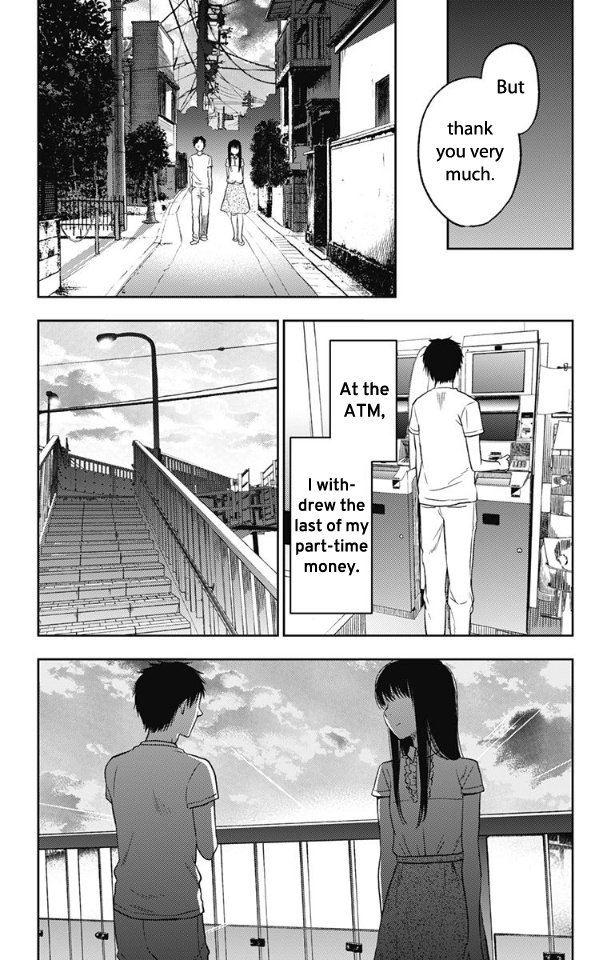 But
thank
you very
much.
At the
ATM,
I with-
drew the
last of my
part-time
money.